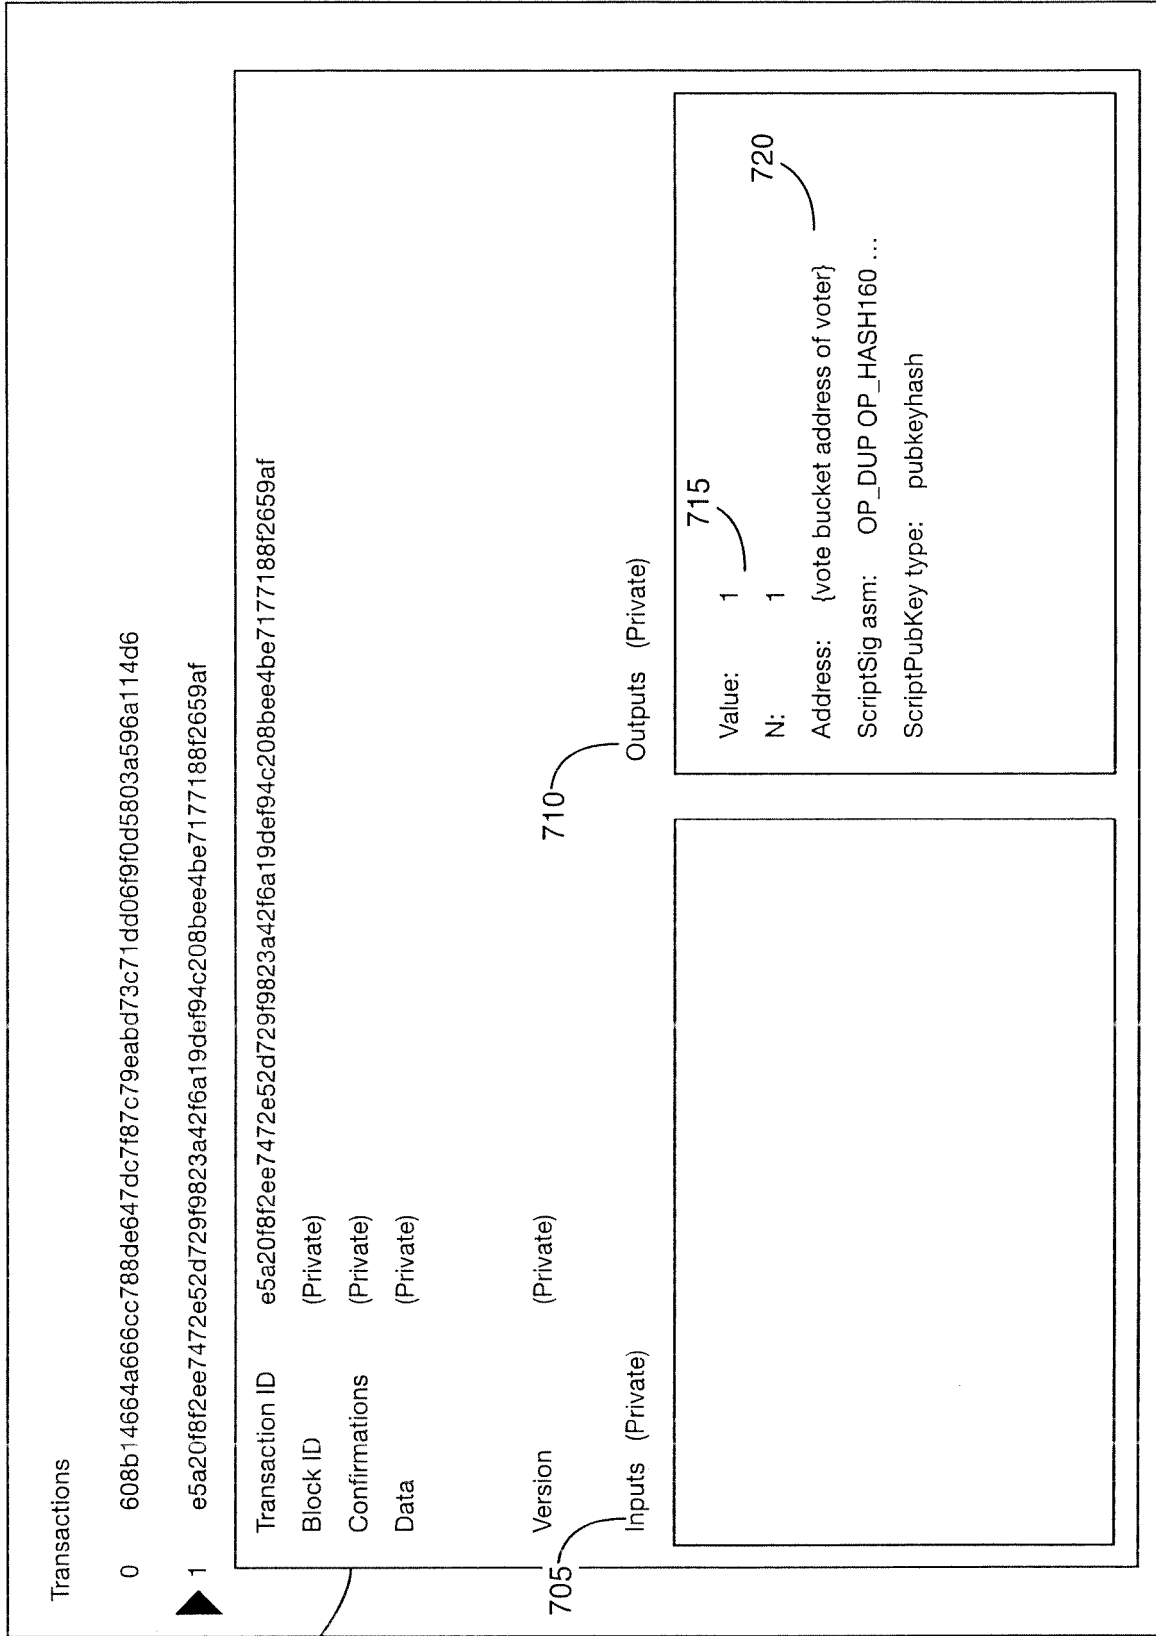 Transactions
0 608b14664a666cc788de647dc7f87c79eabd73c71dd06f9f0d5803a596a114d6
1 e5a20f8f2ee7472e52d729f9823a42f6a19def94c208bee4be7177188f2659af
Transaction ID e5a20f8f2ee7472e52d729f9823a42f6a19def94c208bee4be7177188f2659af
Block ID (Private)
Confirmations (Private)
Data (Private)
Version (Private)
705
710
Inputs (Private)
Outputs (Private)
715
720
Value: 1
N: 1
Address: {vote bucket address of voter}
ScriptSig asm: OP_DUP OP_HASH160 ...
ScriptPubKey type: pubkeyhash